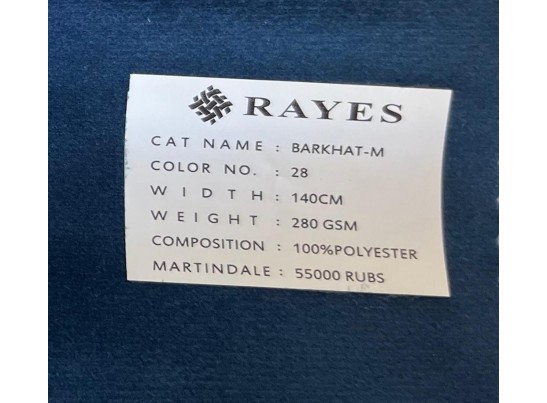 RAYES
CAT NAME : BARKHAT-M
COLOR NO. : 28
WIDTH : 140CM
WEIGHT : 280 GSM
COMPOSITION : 100%POLYESTER
MARTINDALE : 55000 RUBS